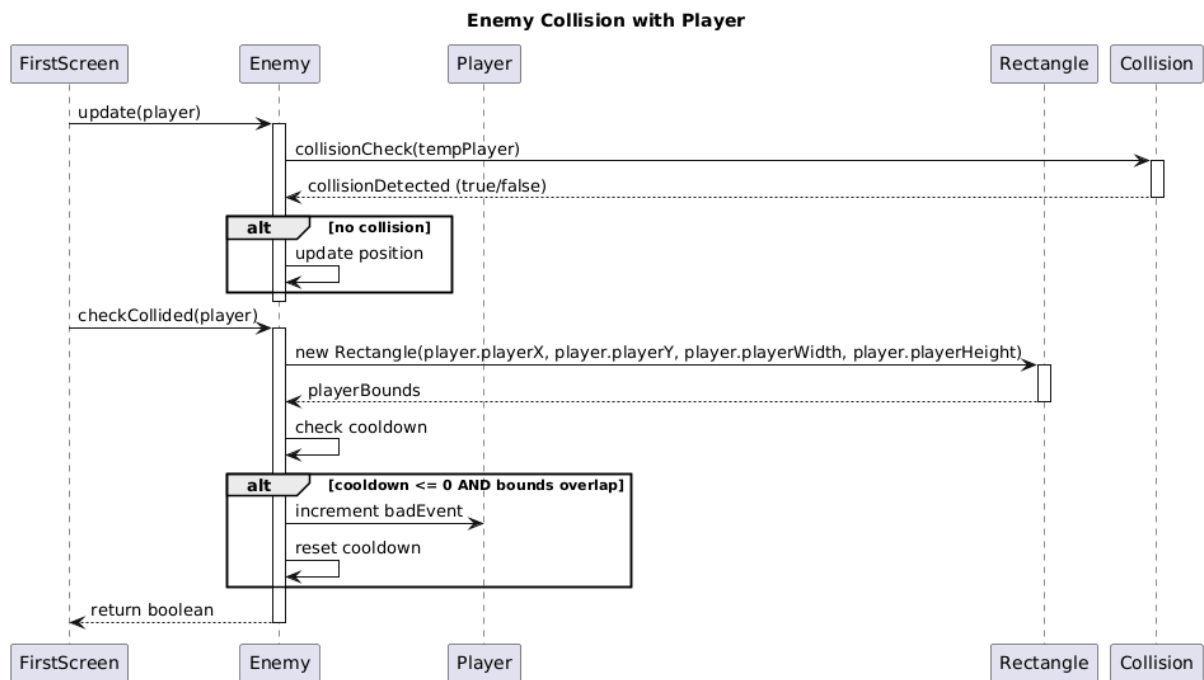 Enemy Collision with Player
FirstScreen Enemy Player Rectangle Collision
update(player)
collisionCheck(tempPlayer)
collisionDetected (true/false)
alt [no collision]
update position
checkCollided(player)
new Rectangle(player.playerX, player.playerY, player.playerWidth, player.playerHeight)
playerBounds
check cooldown
alt [cooldown <= 0 AND bounds overlap]
increment badEvent
reset cooldown
return boolean
FirstScreen Enemy Player Rectangle Collision